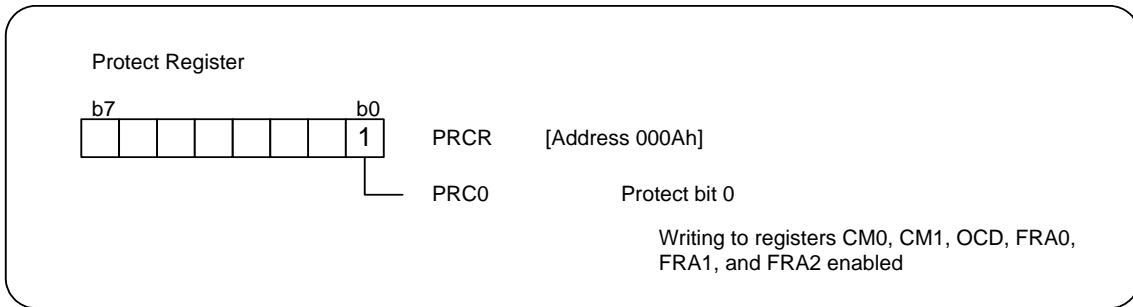 Protect Register
b7 b0
1 PRCR [Address 000Ah]
PRC0 Protect bit 0
Writing to registers CM0, CM1, OCD, FRA0,
FRA1, and FRA2 enabled